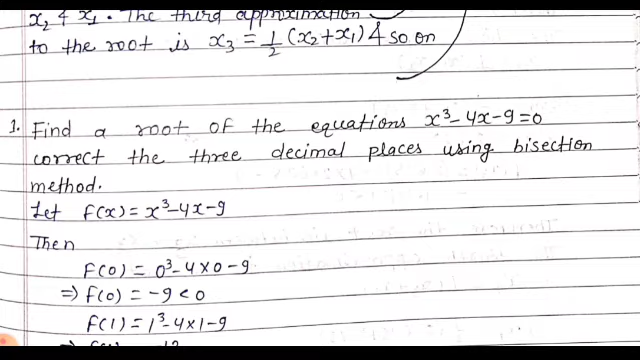 x₂ & x₁. The third approximation
to the root is x₃ = 1/2 (x₂+x₁) & so on
1. Find a root of the equations x³-4x-9=0
correct the three decimal places using bisection
method.
Let f(x) = x³-4x-9
Then
F(0) = 0³-4×0-9
⇒ f(0) = -9 < 0
F(1) = 1³-4×1-9